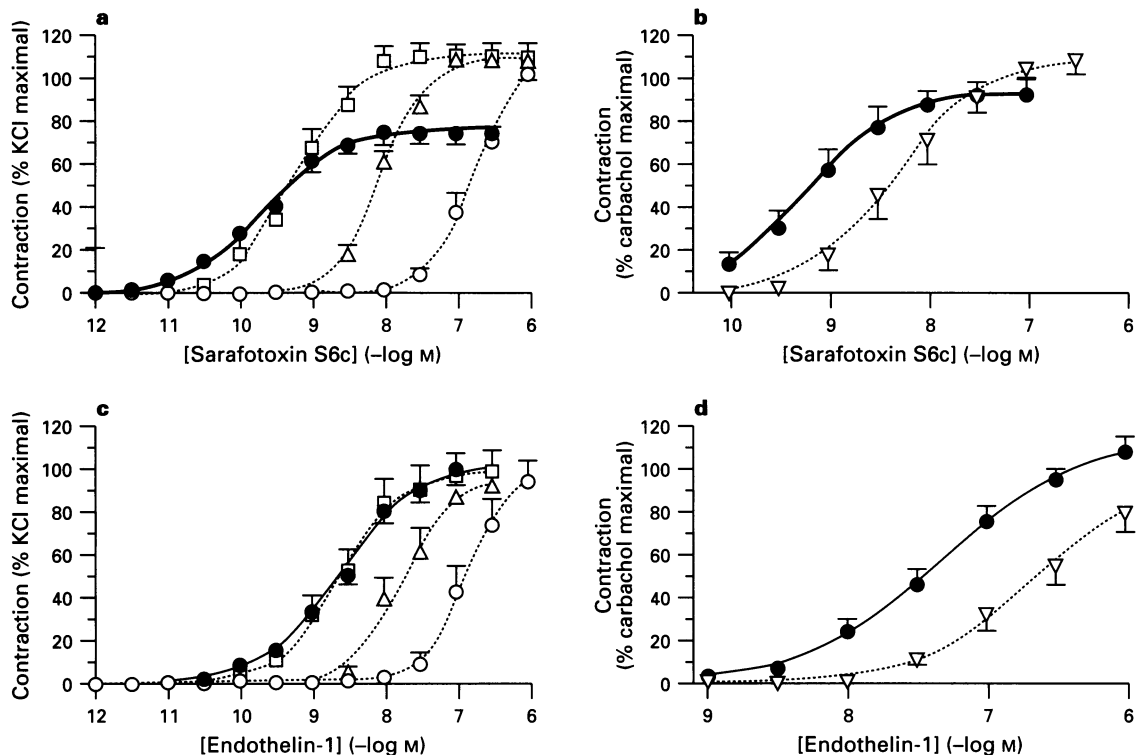 a
120
100
80
60
40
20
0
Contraction (% KCl maximal)
12 11 10 9 8 7 6
[Sarafotoxin S6c] (–log M)
b
120
100
80
60
40
20
0
Contraction
(% carbachol maximal)
10 9 8 7 6
[Sarafotoxin S6c] (–log M)
c
120
100
80
60
40
20
0
Contraction (% KCl maximal)
12 11 10 9 8 7 6
[Endothelin-1] (–log M)
d
120
100
80
60
40
20
0
Contraction
(% carbachol maximal)
9 8 7 6
[Endothelin-1] (–log M)